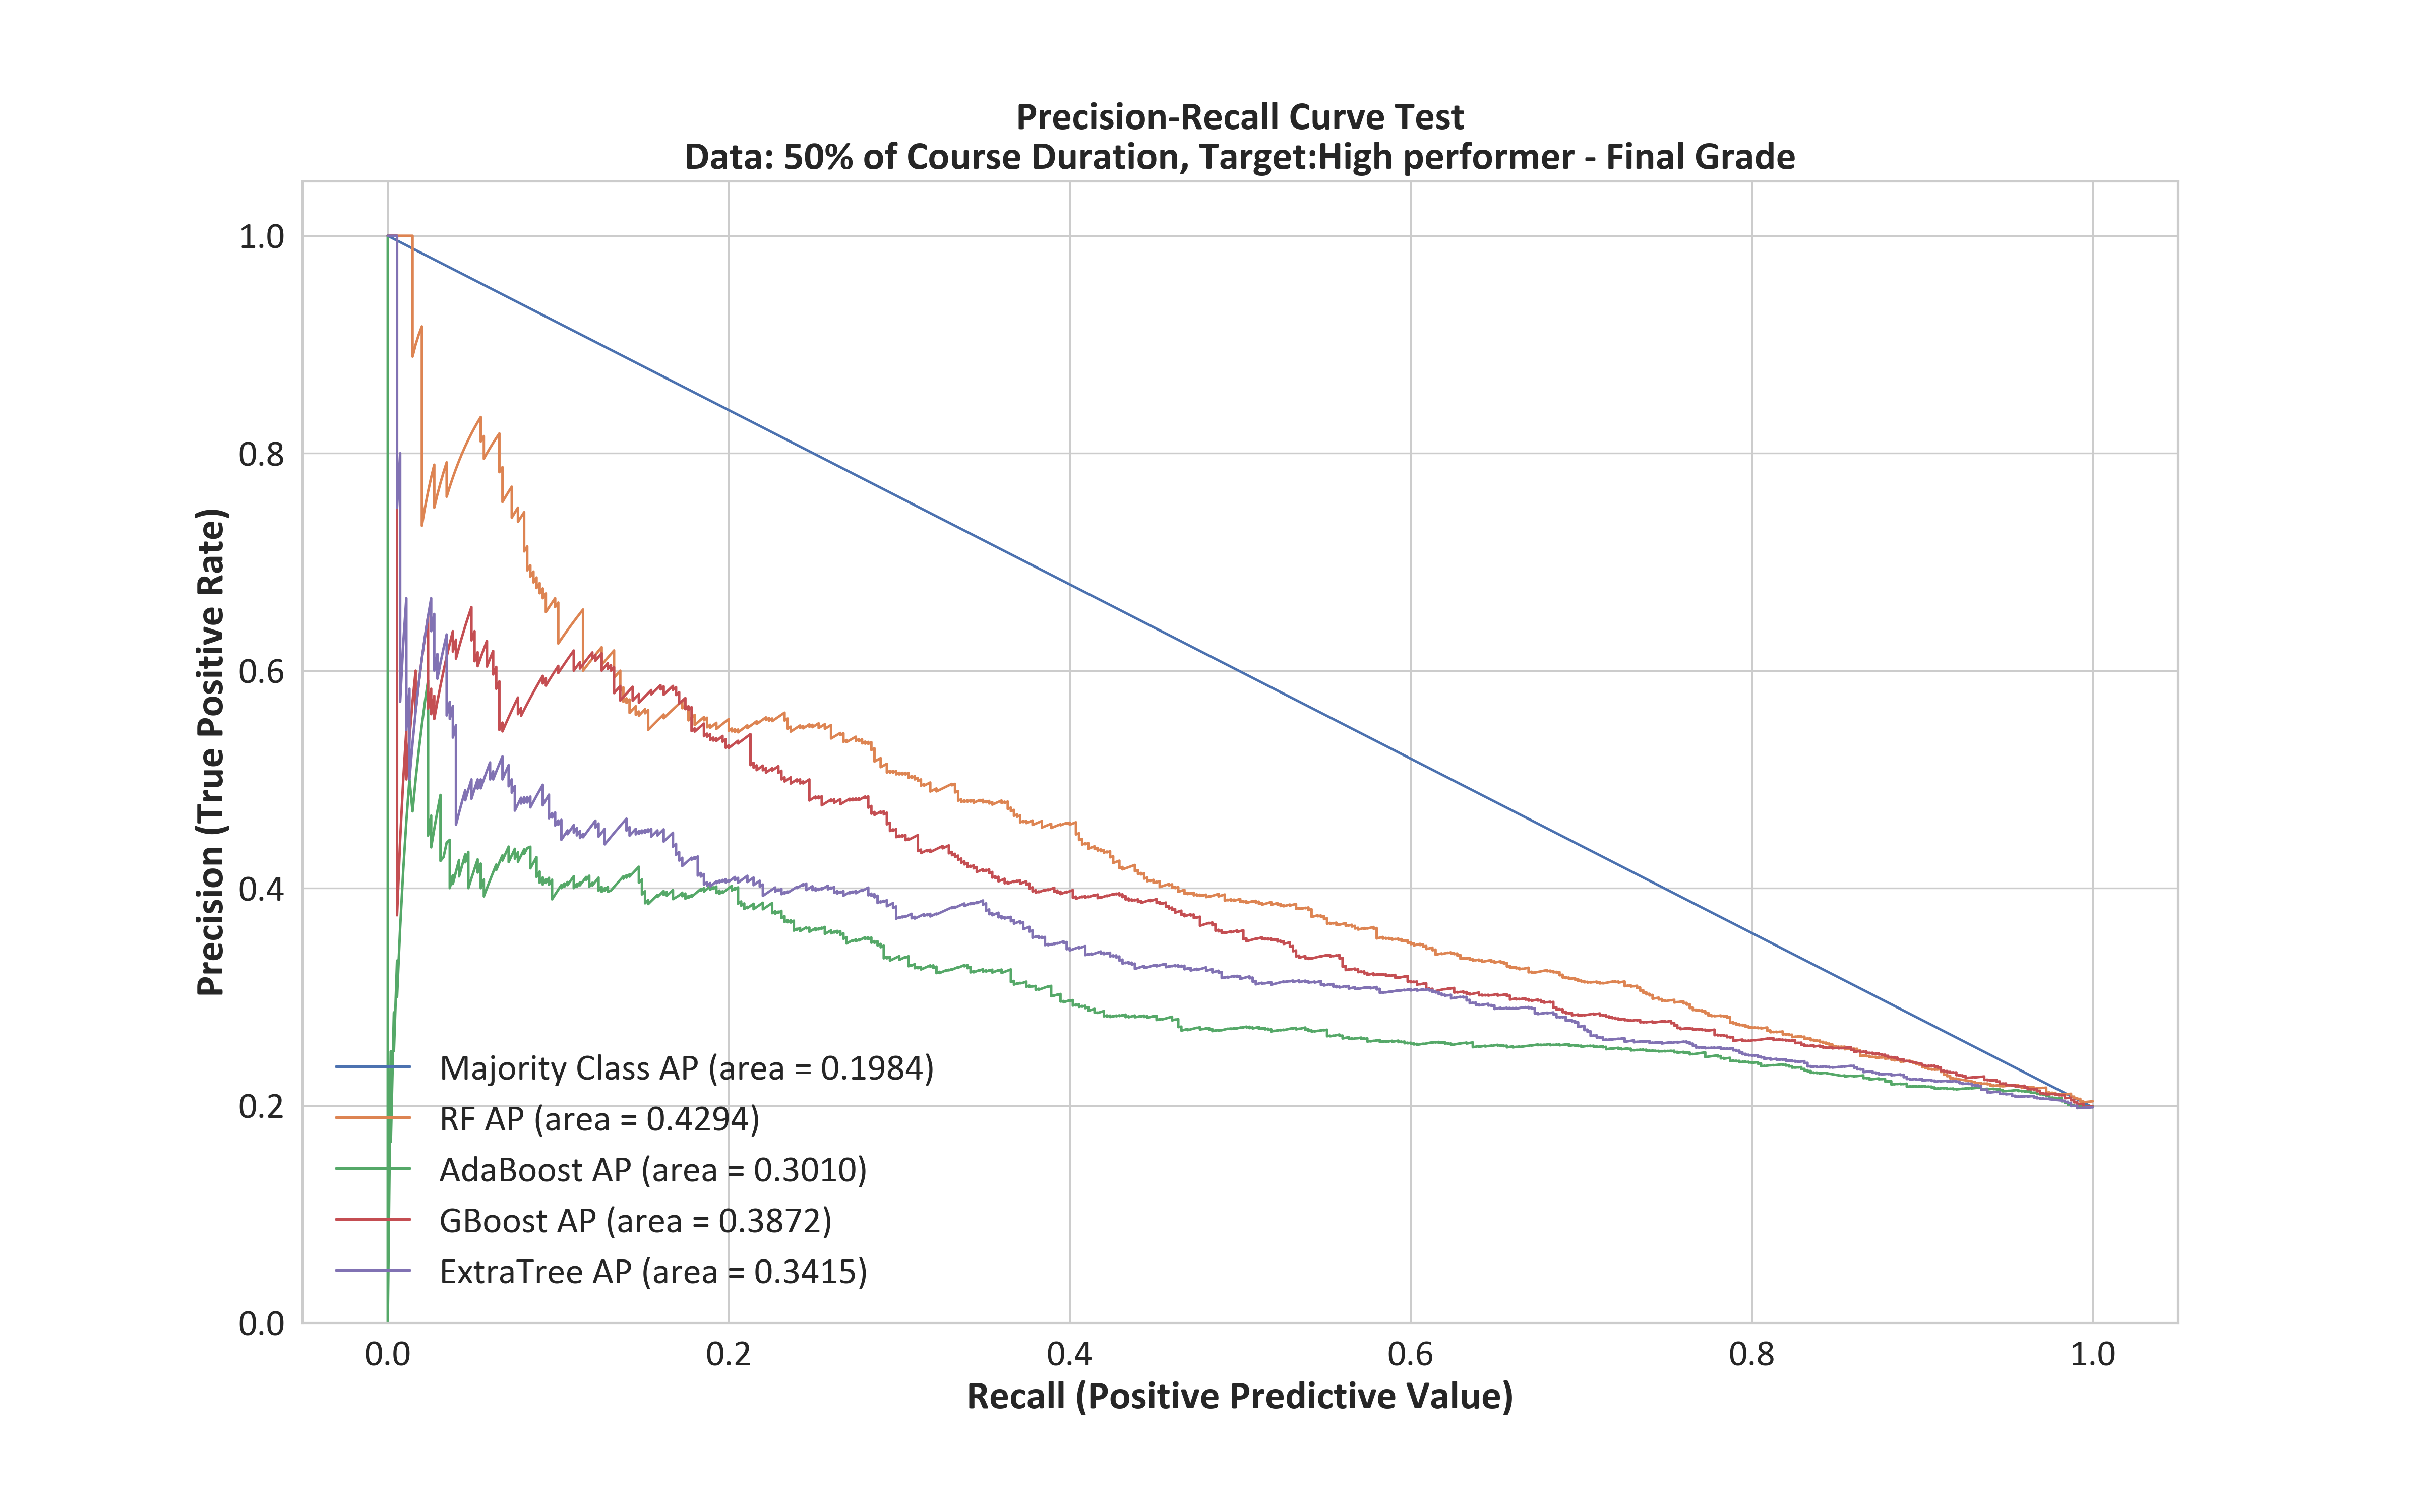 Precision-Recall Curve Test
Data: 50% of Course Duration, Target:High performer - Final Grade
Precision (True Positive Rate)
1.0
0.8
0.6
0.4
0.2
0.0
Majority Class AP (area = 0.1984)
RF AP (area = 0.4294)
AdaBoost AP (area = 0.3010)
GBoost AP (area = 0.3872)
ExtraTree AP (area = 0.3415)
0.0 0.2 0.4 0.6 0.8 1.0
Recall (Positive Predictive Value)